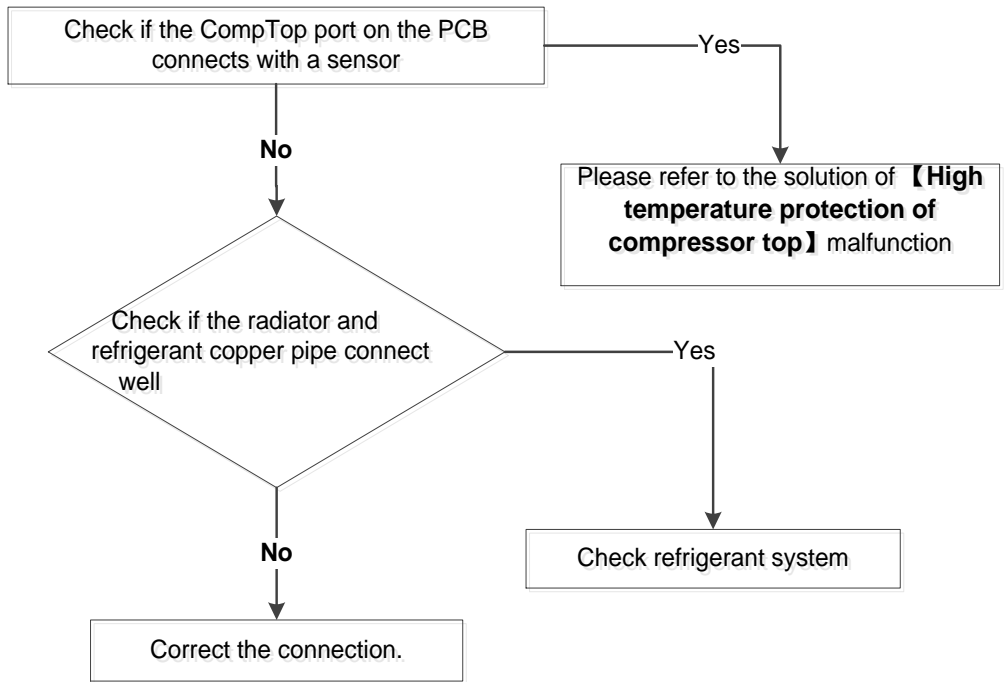 Check if the CompTop port on the PCB
connects with a sensor
Yes
No
Please refer to the solution of 【High
temperature protection of
compressor top】 malfunction
Check if the radiator and
refrigerant copper pipe connect
well
Yes
No
Check refrigerant system
Correct the connection.